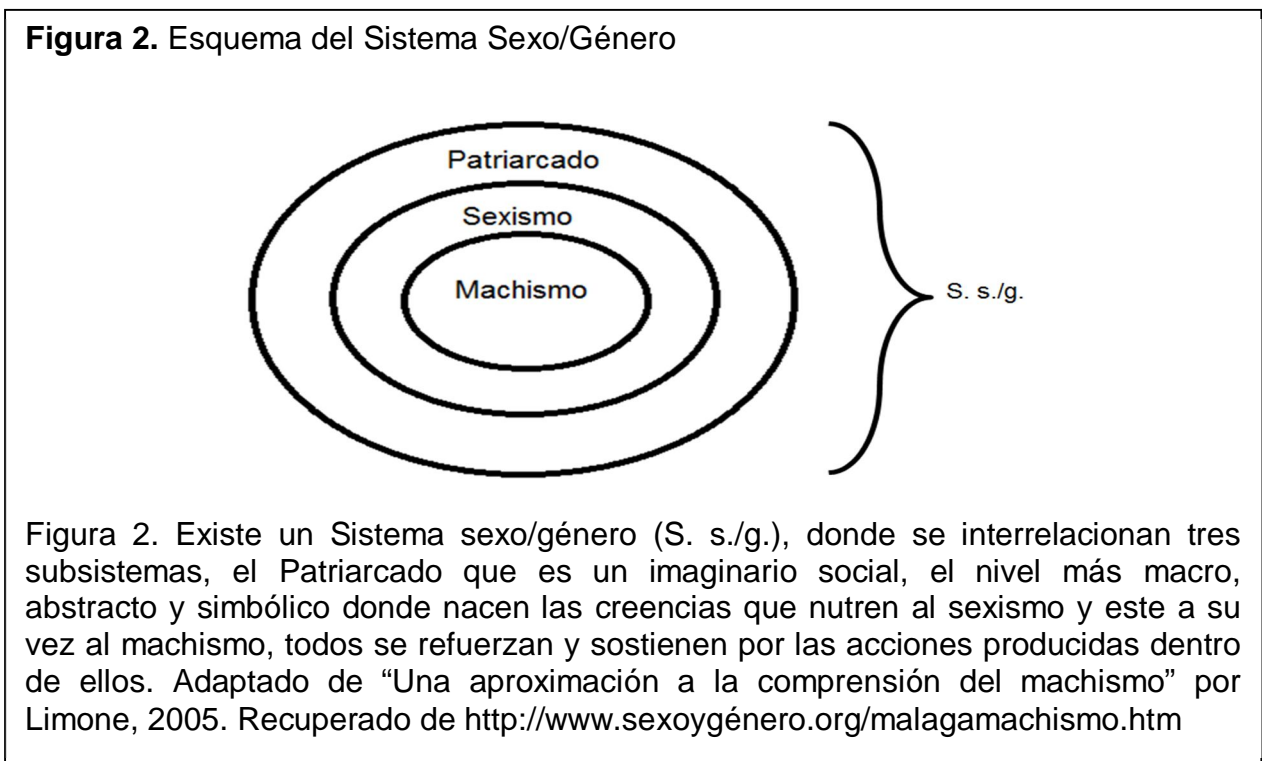 Figura 2. Esquema del Sistema Sexo/Género
Patriarcado
Sexismo
Machismo
S. s./g.
Figura 2. Existe un Sistema sexo/género (S. s./g.), donde se interrelacionan tres
subsistemas, el Patriarcado que es un imaginario social, el nivel más macro,
abstracto y simbólico donde nacen las creencias que nutren al sexismo y este a su
vez al machismo, todos se refuerzan y sostienen por las acciones producidas dentro
de ellos. Adaptado de “Una aproximación a la comprensión del machismo” por
Limone, 2005. Recuperado de http://www.sexoygénero.org/malagamachismo.htm